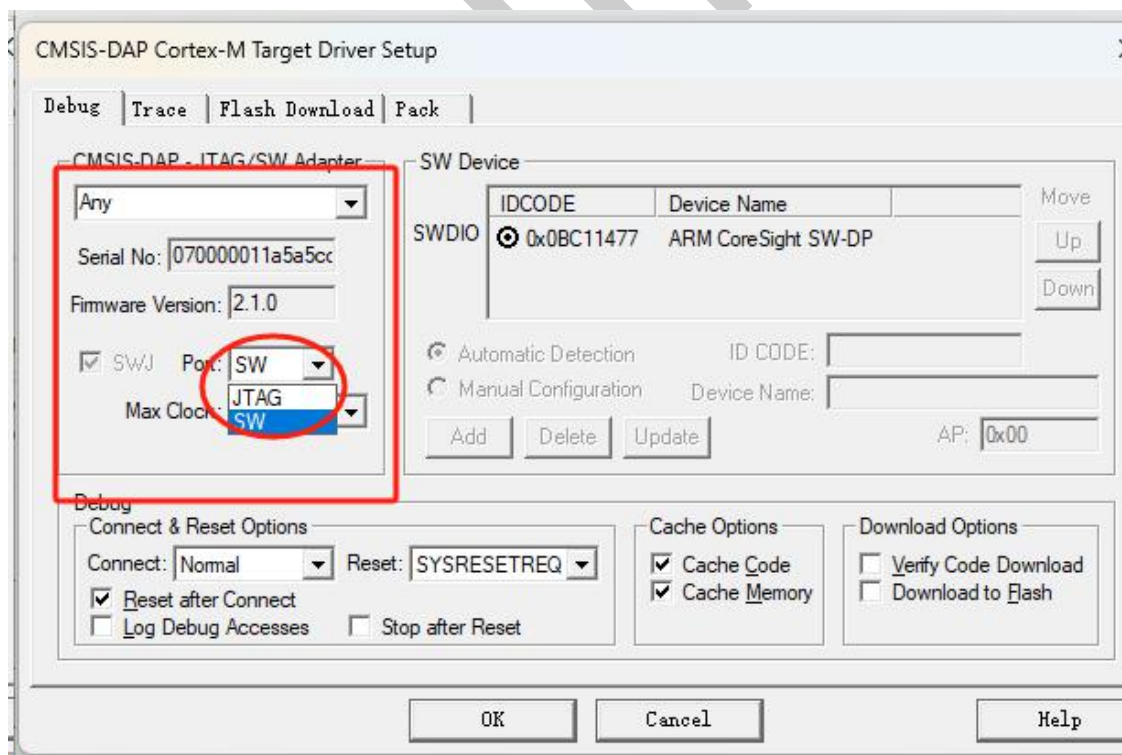 CMSIS-DAP Cortex-M Target Driver Setup
Debug Trace Flash Download Pack
CMSIS-DAP - JTAG/SW Adapter
Any
Serial No: 070000011a5a5cc
Firmware Version: 2.1.0
SWJ Port: SW
JTAG
SW
Max Clock:
SW Device
IDCODE Device Name
SWDIO 0x0BC11477 ARM CoreSight SW-DP
Move
Up
Down
Automatic Detection ID CODE:
Manual Configuration Device Name:
Add Delete Update AP: 0x00
Debug
Connect & Reset Options
Connect: Normal Reset: SYSRESETREQ
Reset after Connect
Log Debug Accesses Stop after Reset
Cache Options
Cache Code
Cache Memory
Download Options
Verify Code Download
Download to Flash
OK Cancel Help